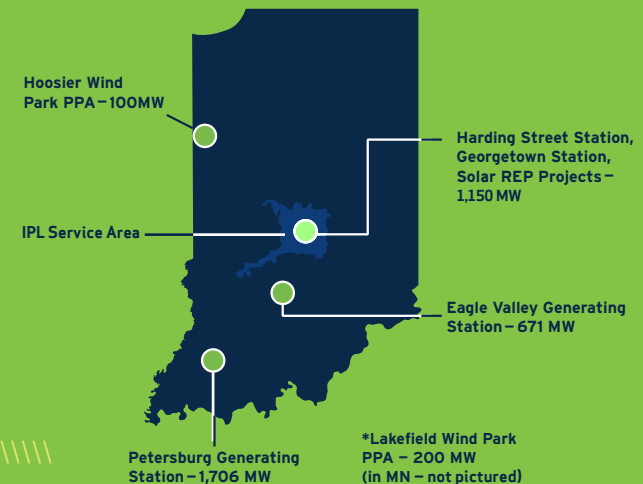 Hoosier Wind
Park PPA – 100MW
Harding Street Station,
Georgetown Station,
Solar REP Projects –
1,150 MW
IPL Service Area
Eagle Valley Generating
Station – 671 MW
Petersburg Generating
Station – 1,706 MW
*Lakefield Wind Park
PPA – 200 MW
(in MN – not pictured)